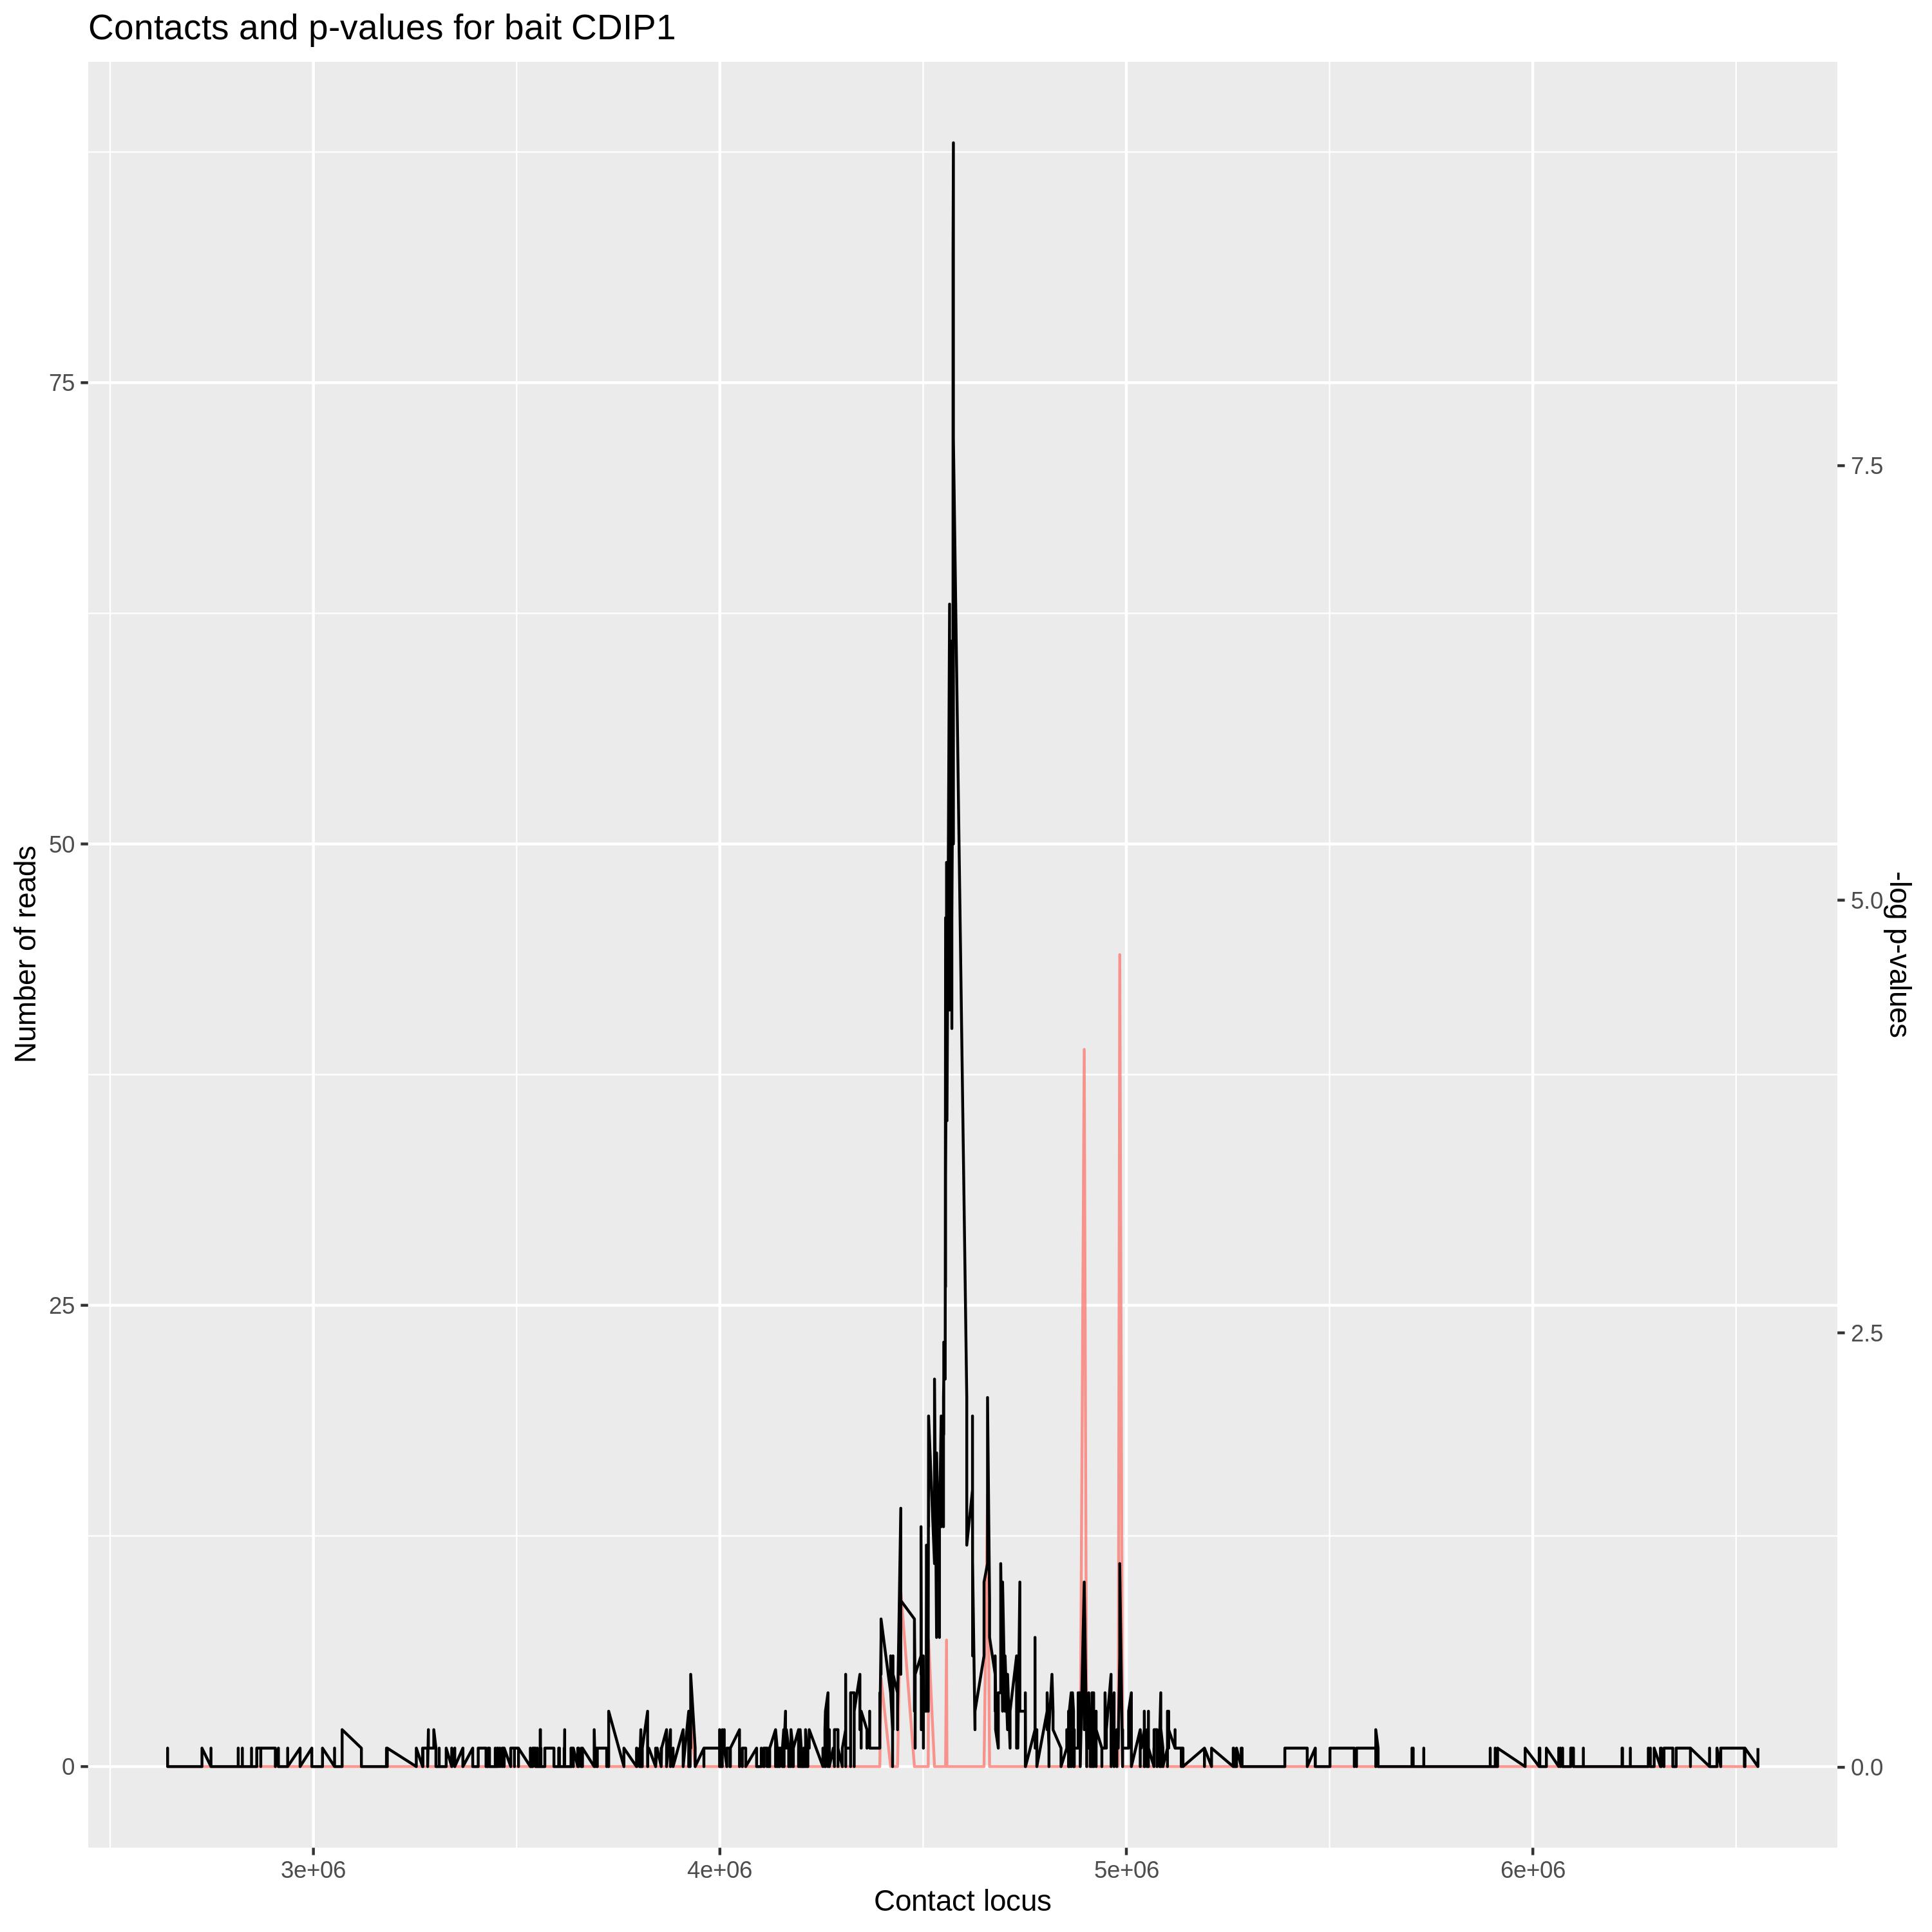 Contacts and p-values for bait CDIP1
Number of reads
75
50
25
0
7.5
5.0
2.5
0.0
-log p-values
3e+06
4e+06
5e+06
6e+06
Contact locus